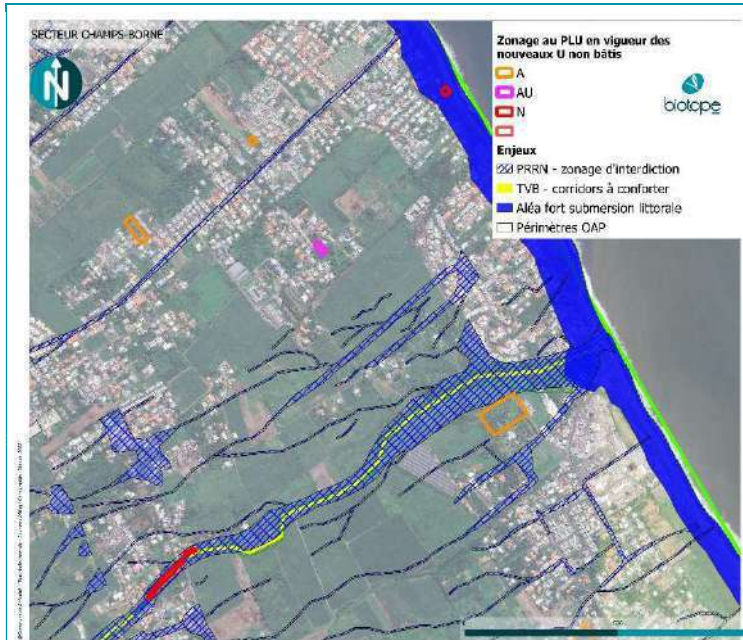 SECTEUR CHAMPS-BORNE
N
Zonage au PLU en vigueur des
nouveaux U non bâtis
A
AU
N
biotope
Enjeux
PRRN - zonage d'interdiction
TVB - corridors à conforter
Aléa fort submersion littorale
Périmètres OAP